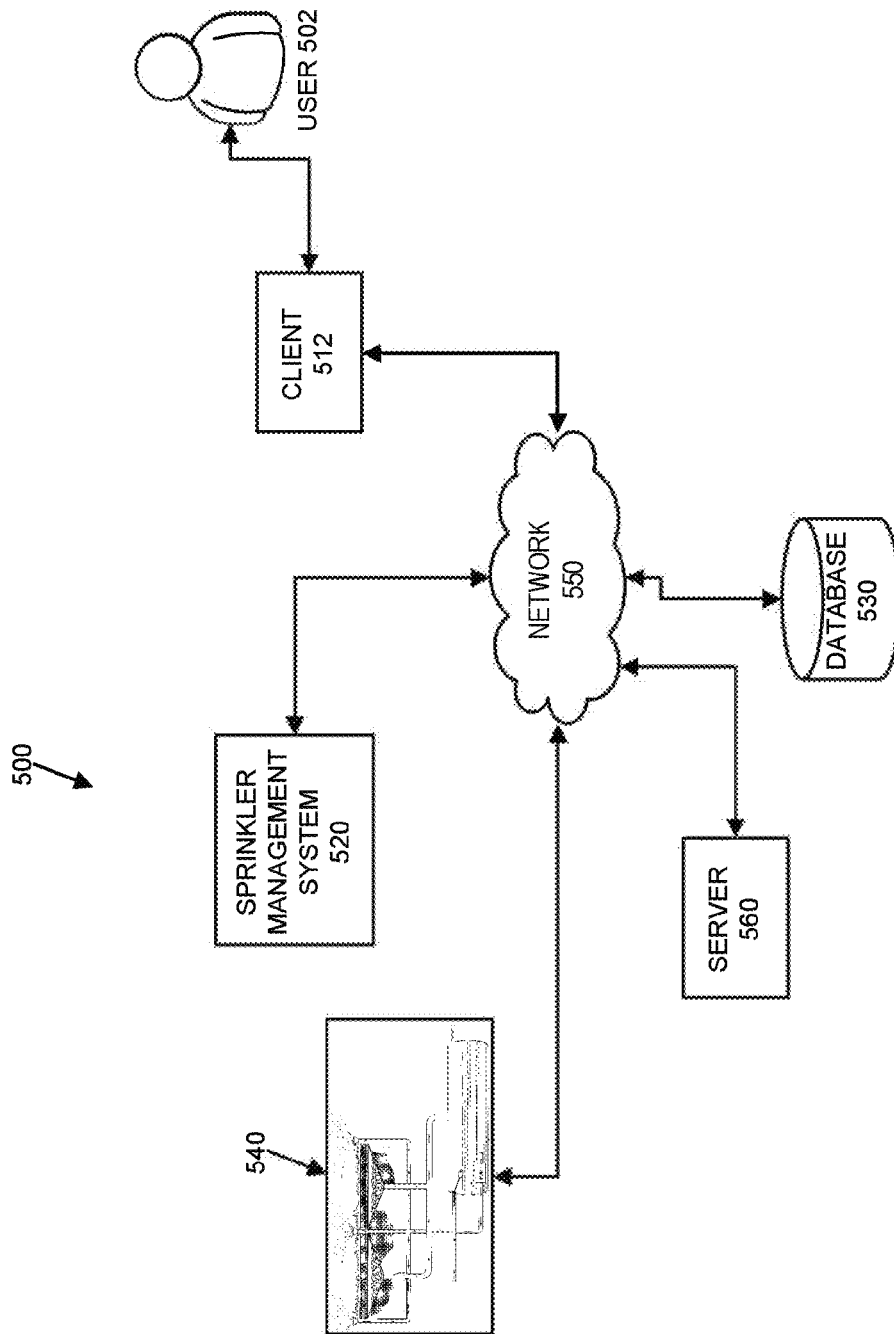 500
540
SPRINKLER
MANAGEMENT
SYSTEM
520
CLIENT
512
USER 502
NETWORK
550
SERVER
560
DATABASE
530